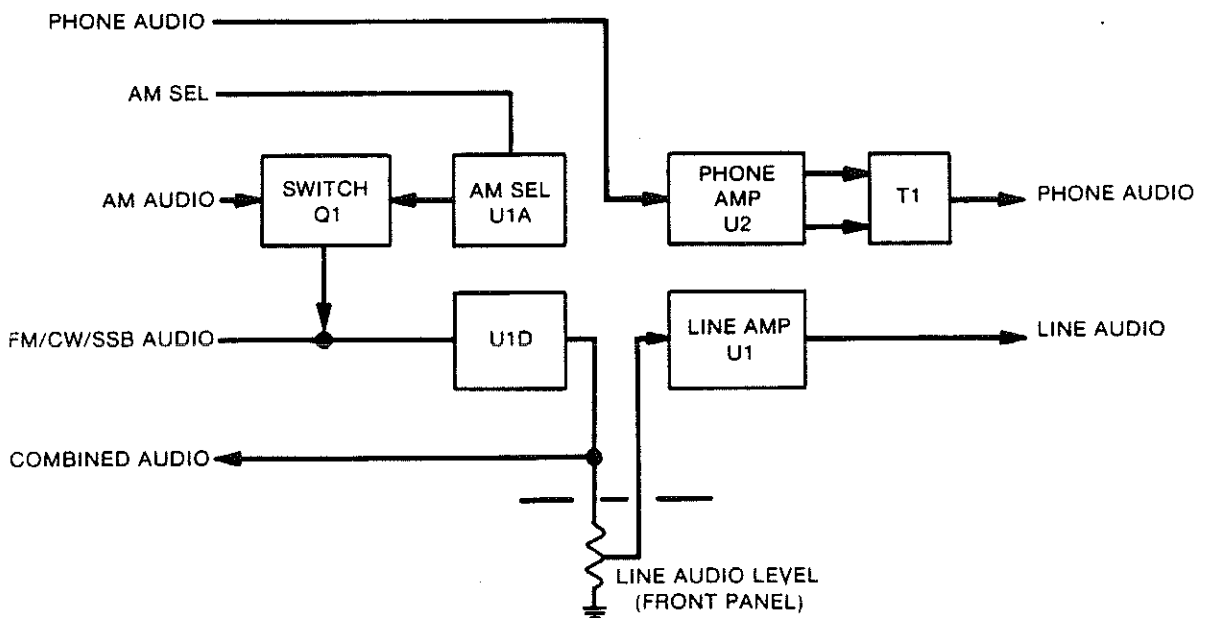 PHONE AUDIO
AM SEL
AM AUDIO
SWITCH
Q1
AM SEL
U1A
PHONE
AMP
U2
T1
PHONE AUDIO
FM/CW/SSB AUDIO
U1D
LINE AMP
U1
LINE AUDIO
COMBINED AUDIO
LINE AUDIO LEVEL
(FRONT PANEL)